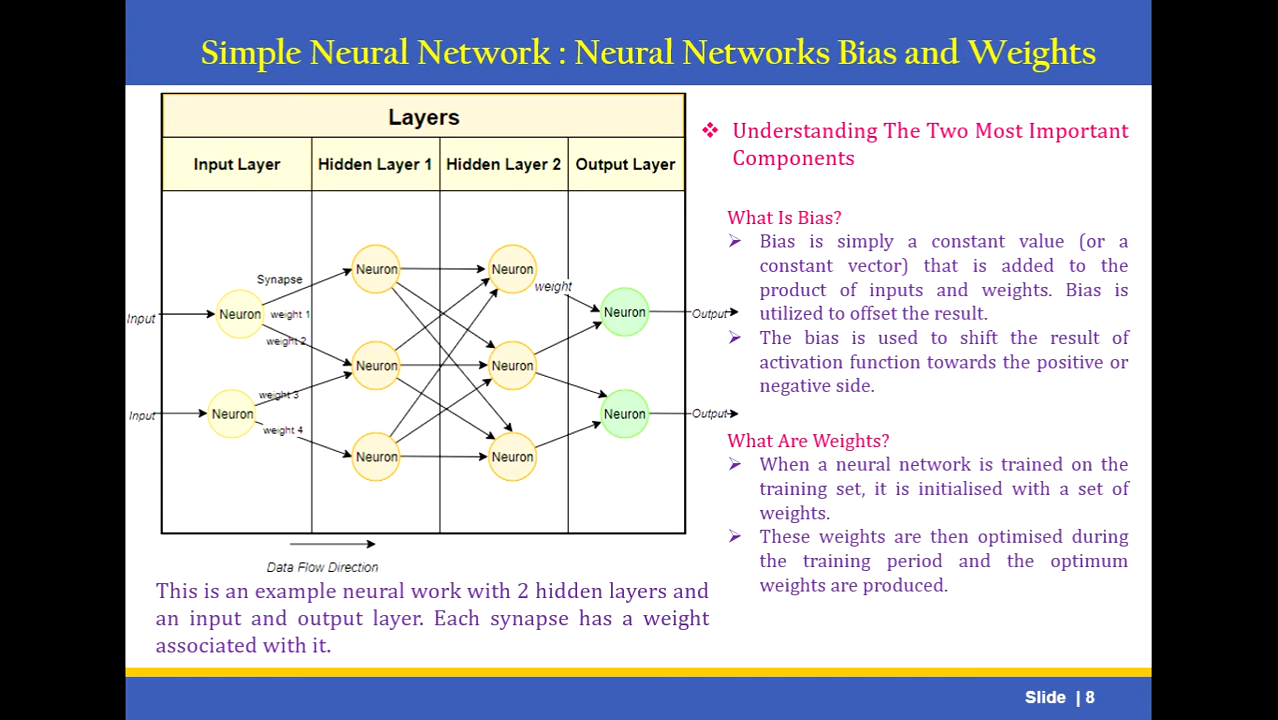 Simple Neural Network : Neural Networks Bias and Weights
Layers
Input Layer
Hidden Layer 1
Hidden Layer 2
Output Layer
Synapse
weight 1
weight 2
weight 3
weight 4
weight
Input
Input
Neuron
Neuron
Neuron
Neuron
Neuron
Neuron
Neuron
Neuron
Neuron
Neuron
Output
Output
Data Flow Direction
This is an example neural work with 2 hidden layers and
an input and output layer. Each synapse has a weight
associated with it.
❖ Understanding The Two Most Important
Components
What Is Bias?
➢ Bias is simply a constant value (or a
constant vector) that is added to the
product of inputs and weights. Bias is
utilized to offset the result.
➢ The bias is used to shift the result of
activation function towards the positive or
negative side.
What Are Weights?
➢ When a neural network is trained on the
training set, it is initialised with a set of
weights.
➢ These weights are then optimised during
the training period and the optimum
weights are produced.
Slide | 8